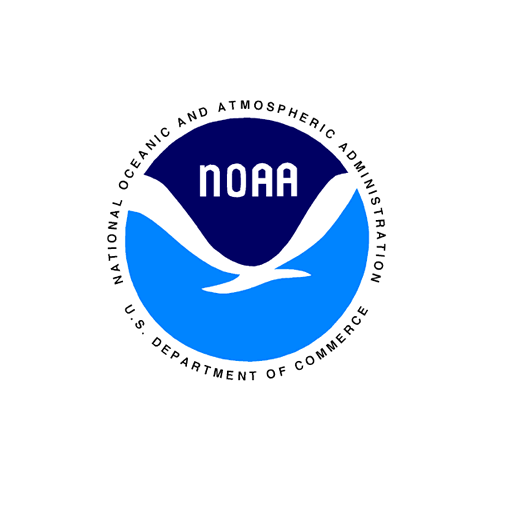 NATIONAL OCEANIC AND ATMOSPHERIC ADMINISTRATION
NOAA
U.S. DEPARTMENT OF COMMERCE